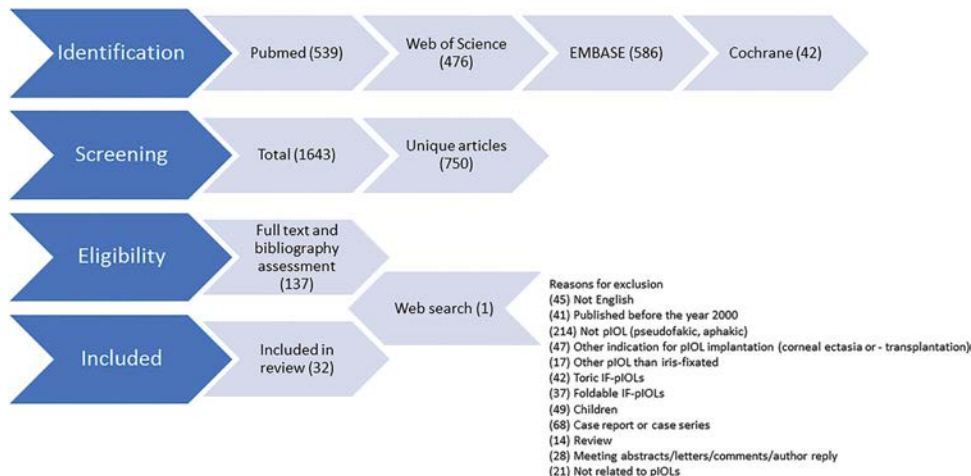 Identification
Pubmed (539)
Web of Science
(476)
EMBASE (586)
Cochrane (42)
Screening
Total (1643)
Unique articles
(750)
Eligibility
Full text and
bibliography
assessment
(137)
Web search (1)
Included
Included in
review (32)
Reasons for exclusion
(45) Not English
(41) Published before the year 2000
(214) Not pIOL (pseudofakic, aphakic)
(47) Other indication for pIOL implantation (corneal ectasia or - transplantation)
(17) Other pIOL than iris-fixated
(42) Toric IF-pIOLs
(37) Foldable IF-pIOLs
(49) Children
(68) Case report or case series
(14) Review
(28) Meeting abstracts/letters/comments/author reply
(21) Not related to pIOLs